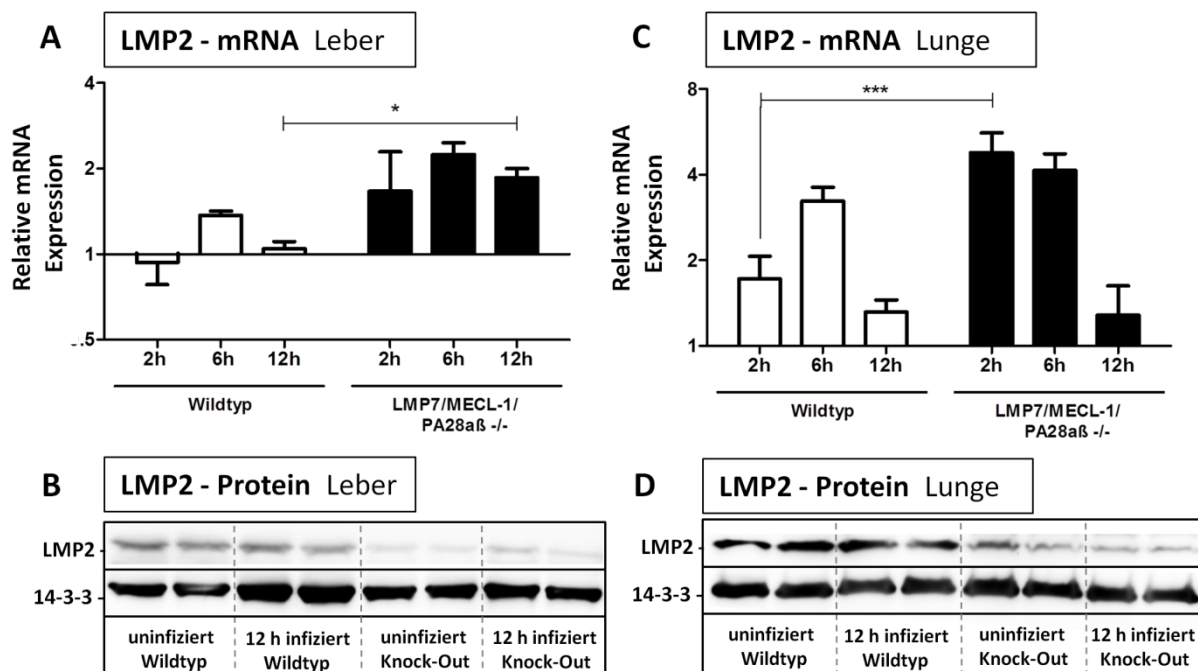 A
LMP2 - mRNA Leber
Relative mRNA
Expression
4
2
1
.5
*
2h 6h 12h 2h 6h 12h
Wildtyp
LMP7/MECL-1/
PA28aß -/-
C
LMP2 - mRNA Lunge
Relative mRNA
Expression
8
4
2
1
***
2h 6h 12h 2h 6h 12h
Wildtyp
LMP7/MECL-1/
PA28aß -/-
B
LMP2 - Protein Leber
LMP2 -
14-3-3 -
uninfiziert 12 h infiziert uninfiziert 12 h infiziert
Wildtyp Wildtyp Knock-Out Knock-Out
D
LMP2 - Protein Lunge
LMP2 -
14-3-3 -
uninfiziert 12 h infiziert uninfiziert 12 h infiziert
Wildtyp Wildtyp Knock-Out Knock-Out